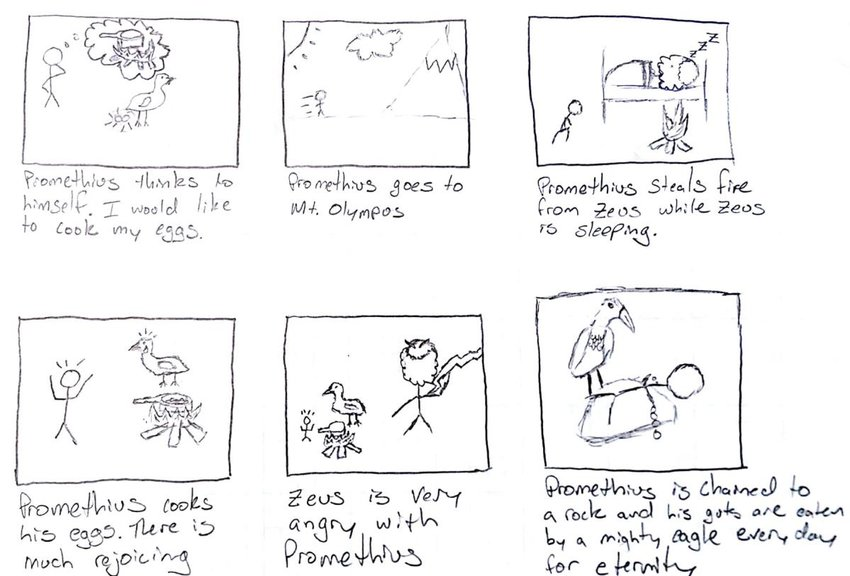 z z z z
Promethius thinks to
himself. I would like
to cook my eggs.
Promethius goes to
Mt. Olympos
Promethius steals fire
from Zeus while Zeus
is sleeping.
Promethius cooks
his eggs. There is
much rejoicing
Zeus is very
angry with
Promethius
Promethius is chained to
a rock and his guts are eaten
by a mighty eagle every day
for eternity